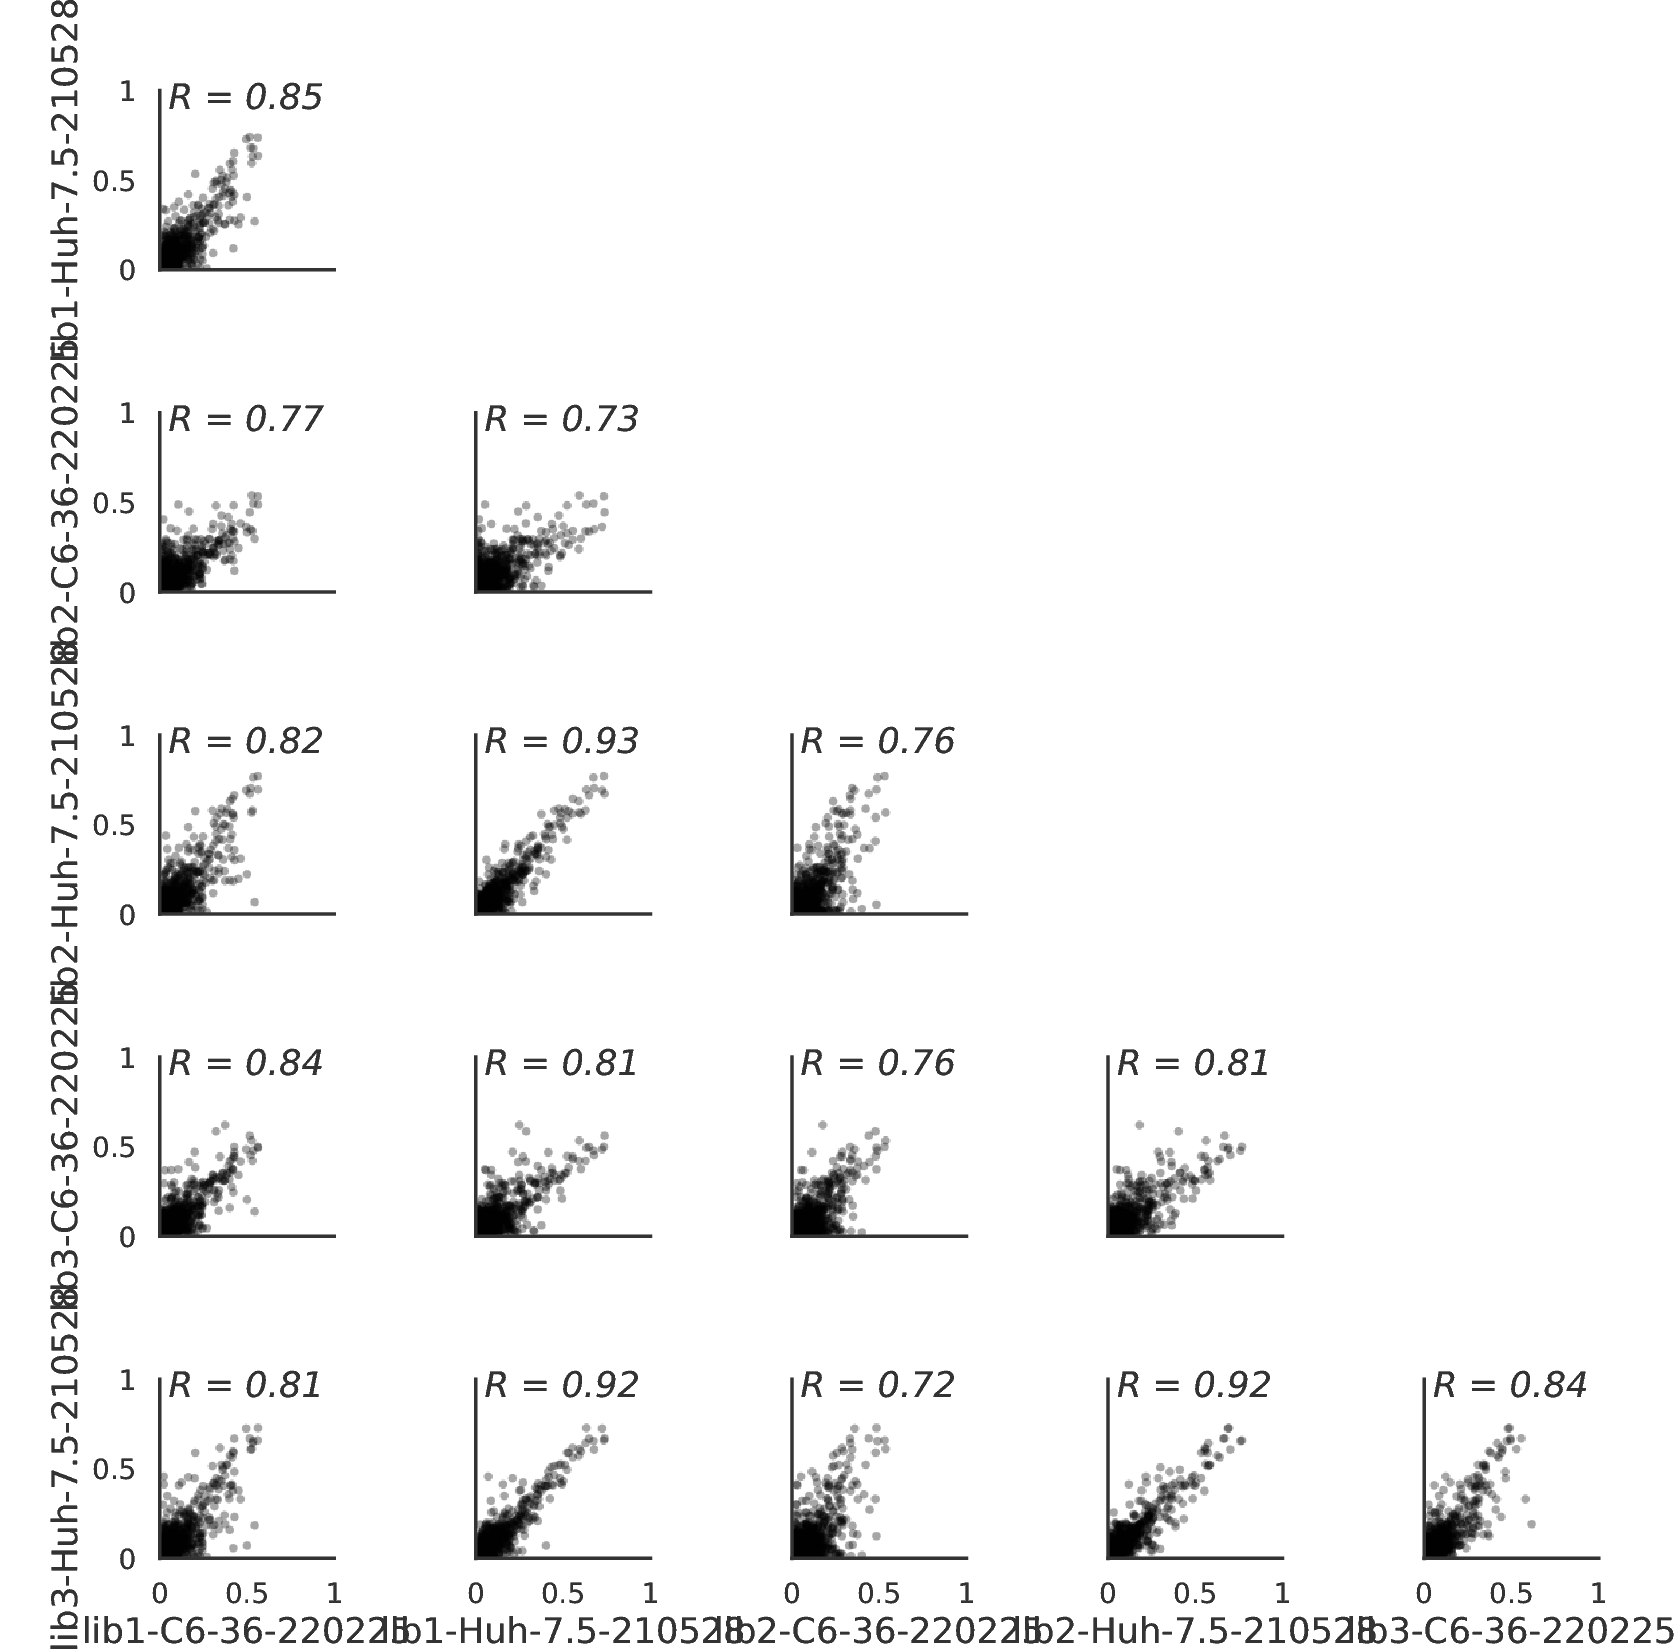 lib1-Huh-7.5-210528
1
R = 0.85
0.5
0
lib2-C6-36-220225
1
R = 0.77
R = 0.73
0.5
0
lib2-Huh-7.5-210528
1
R = 0.82
R = 0.93
R = 0.76
0.5
0
lib3-C6-36-220225
1
R = 0.84
R = 0.81
R = 0.76
R = 0.81
0.5
0
lib3-Huh-7.5-210528
1
R = 0.81
R = 0.92
R = 0.72
R = 0.92
R = 0.84
0.5
0
0 0.5 1
0 0.5 1
0 0.5 1
0 0.5 1
0 0.5 1
lib1-C6-36-220225
lib1-Huh-7.5-210528
lib2-C6-36-220225
lib2-Huh-7.5-210528
lib3-C6-36-220225